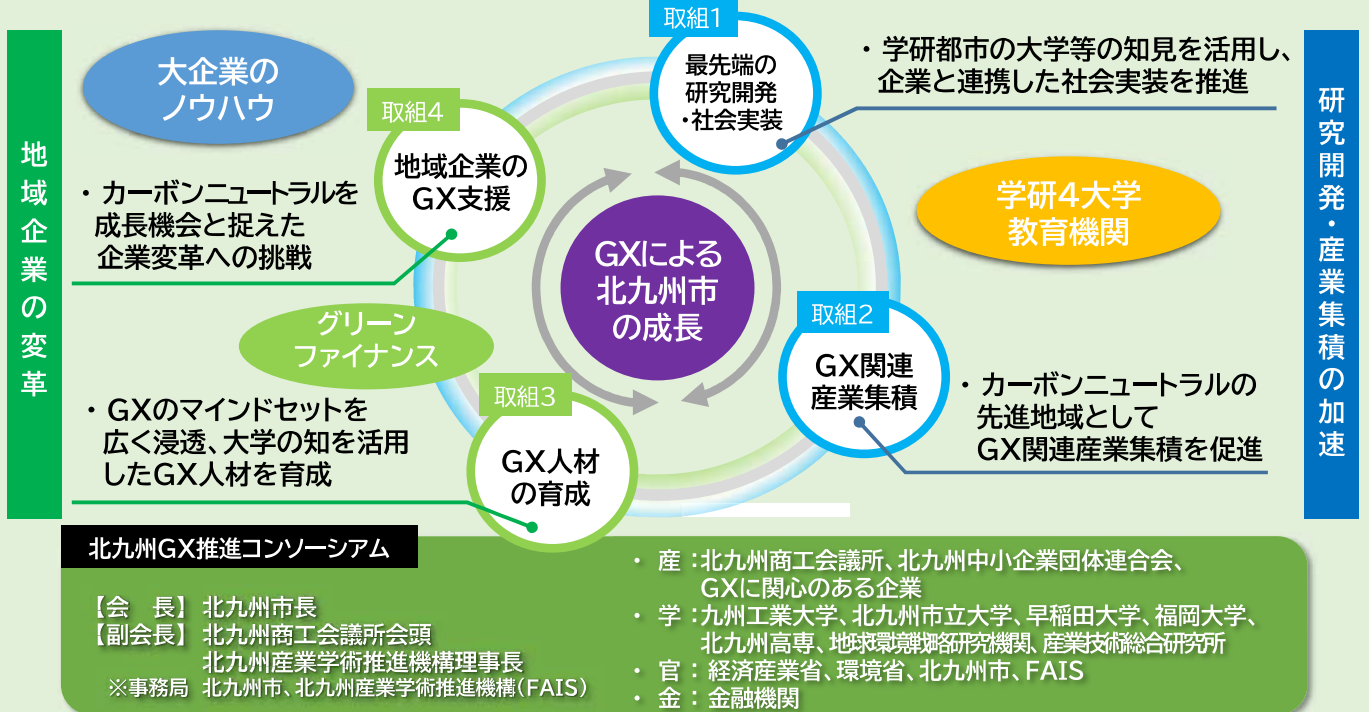 地域企業の変革
大企業の
ノウハウ
取組4
地域企業の
GX支援
・カーボンニュートラルを
成長機会と捉えた
企業変革への挑戦
グリーン
ファイナンス
取組3
GX人材
の育成
・GXのマインドセットを
広く浸透、大学の知を活用
したGX人材を育成
GXによる
北九州市
の成長
取組1
最先端の
研究開発
・社会実装
・学研都市の大学等の知見を活用し、
企業と連携した社会実装を推進
学研4大学
教育機関
取組2
GX関連
産業集積
・カーボンニュートラルの
先進地域として
GX関連産業集積を促進
研究開発・産業集積の加速
北九州GX推進コンソーシアム
【会　長】 北九州市長
【副会長】 北九州商工会議所会頭
北九州産業学術推進機構理事長
※事務局 北九州市、北九州産業学術推進機構(FAIS)
・ 産：北九州商工会議所、北九州中小企業団体連合会、
GXに関心のある企業
・ 学：九州工業大学、北九州市立大学、早稲田大学、福岡大学、
北九州高専、地球環境戦略研究機関、産業技術総合研究所
・ 官：経済産業省、環境省、北九州市、FAIS
・ 金：金融機関